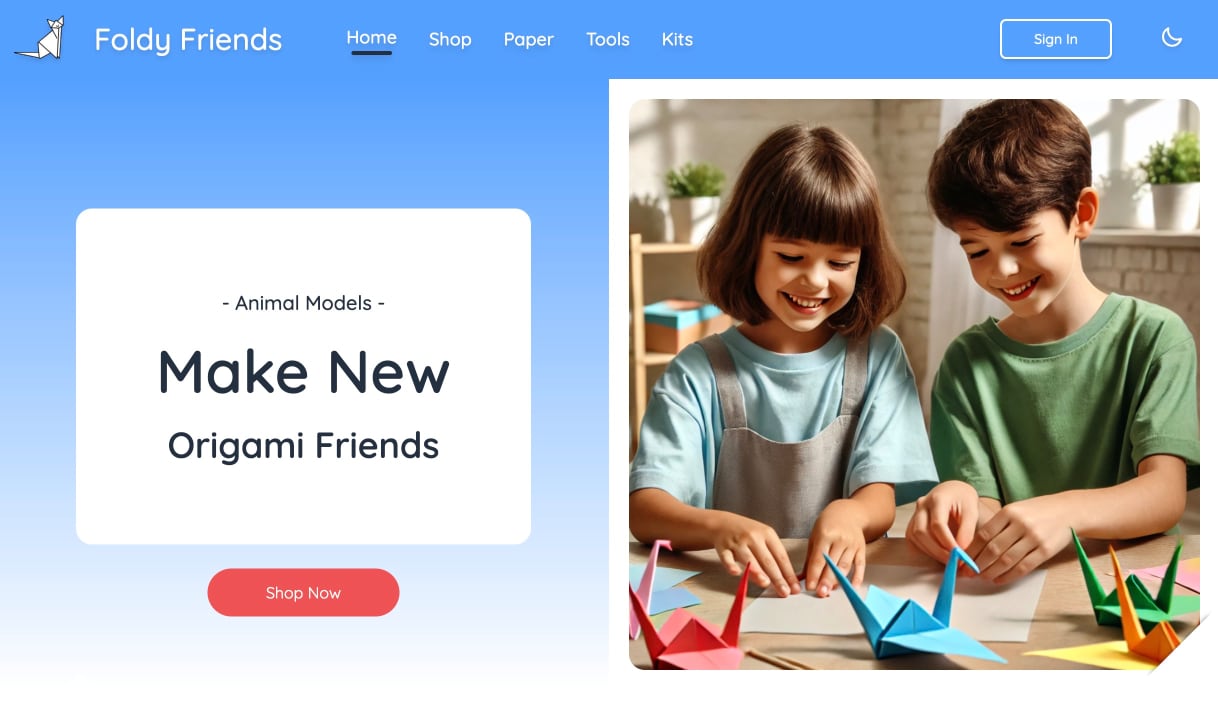 Foldy Friends
Home
Shop
Paper
Tools
Kits
Sign In
- Animal Models -
Make New
Origami Friends
Shop Now